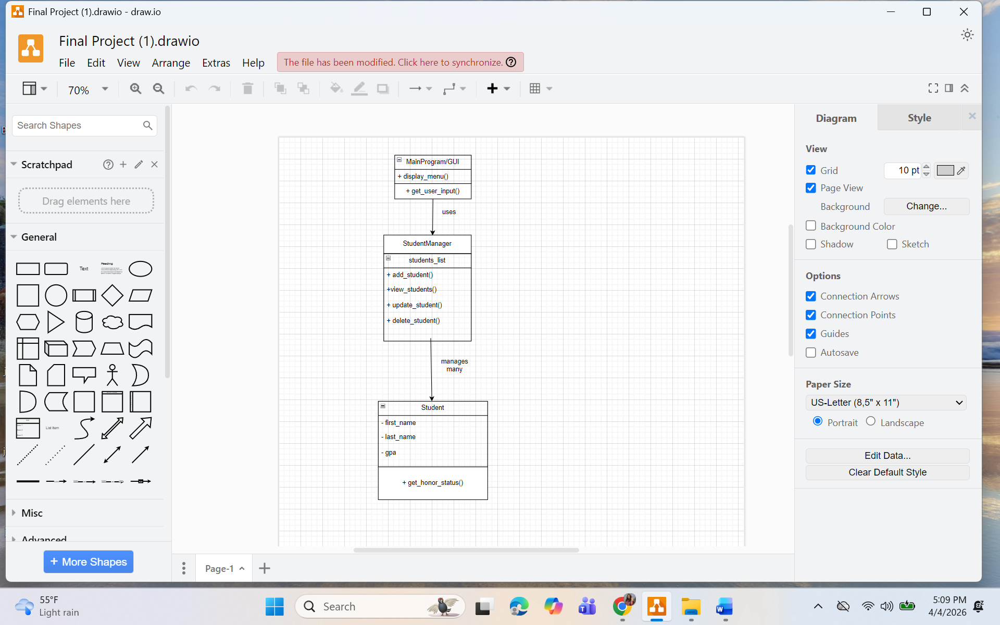 Final Project (1).drawio - draw.io
Final Project (1).drawio
File Edit View Arrange Extras Help
The file has been modified. Click here to synchronize.
70%
Search Shapes
Scratchpad
Drag elements here
General
Text
Heading
List Item
Misc
Advanced
+ More Shapes
MainProgram/GUI
+ display_menu()
+ get_user_input()
uses
StudentManager
students_list
+ add_student()
+view_students()
+ update_student()
+ delete_student()
manages
many
Student
- first_name
- last_name
- gpa
+ get_honor_status()
Page-1
Diagram
Style
View
Grid
10 pt
Page View
Background
Change...
Background Color
Shadow
Sketch
Options
Connection Arrows
Connection Points
Guides
Autosave
Paper Size
US-Letter (8,5" x 11")
Portrait
Landscape
Edit Data...
Clear Default Style
55°F
Light rain
Search
5:09 PM
4/4/2026